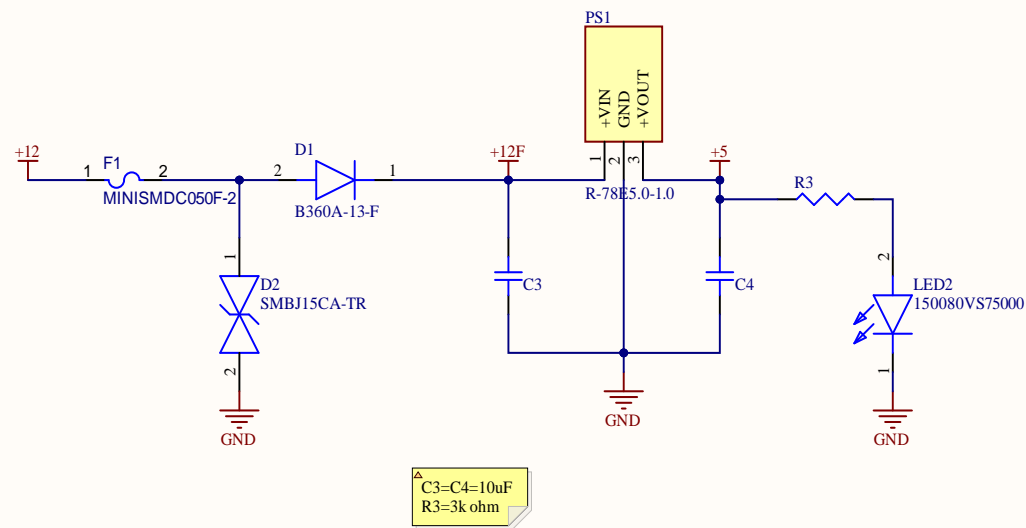 PS1
+VIN
GND
+VOUT
1
2
3
R-78E5.0-1.0
+12
1
F1
2
MINISMDC050F-2
2
D1
1
B360A-13-F
+12F
+5
R3
1
D2
SMBJ15CA-TR
2
GND
C3
C4
GND
2
LED2
150080VS75000
1
GND
C3=C4=10uF
R3=3k ohm